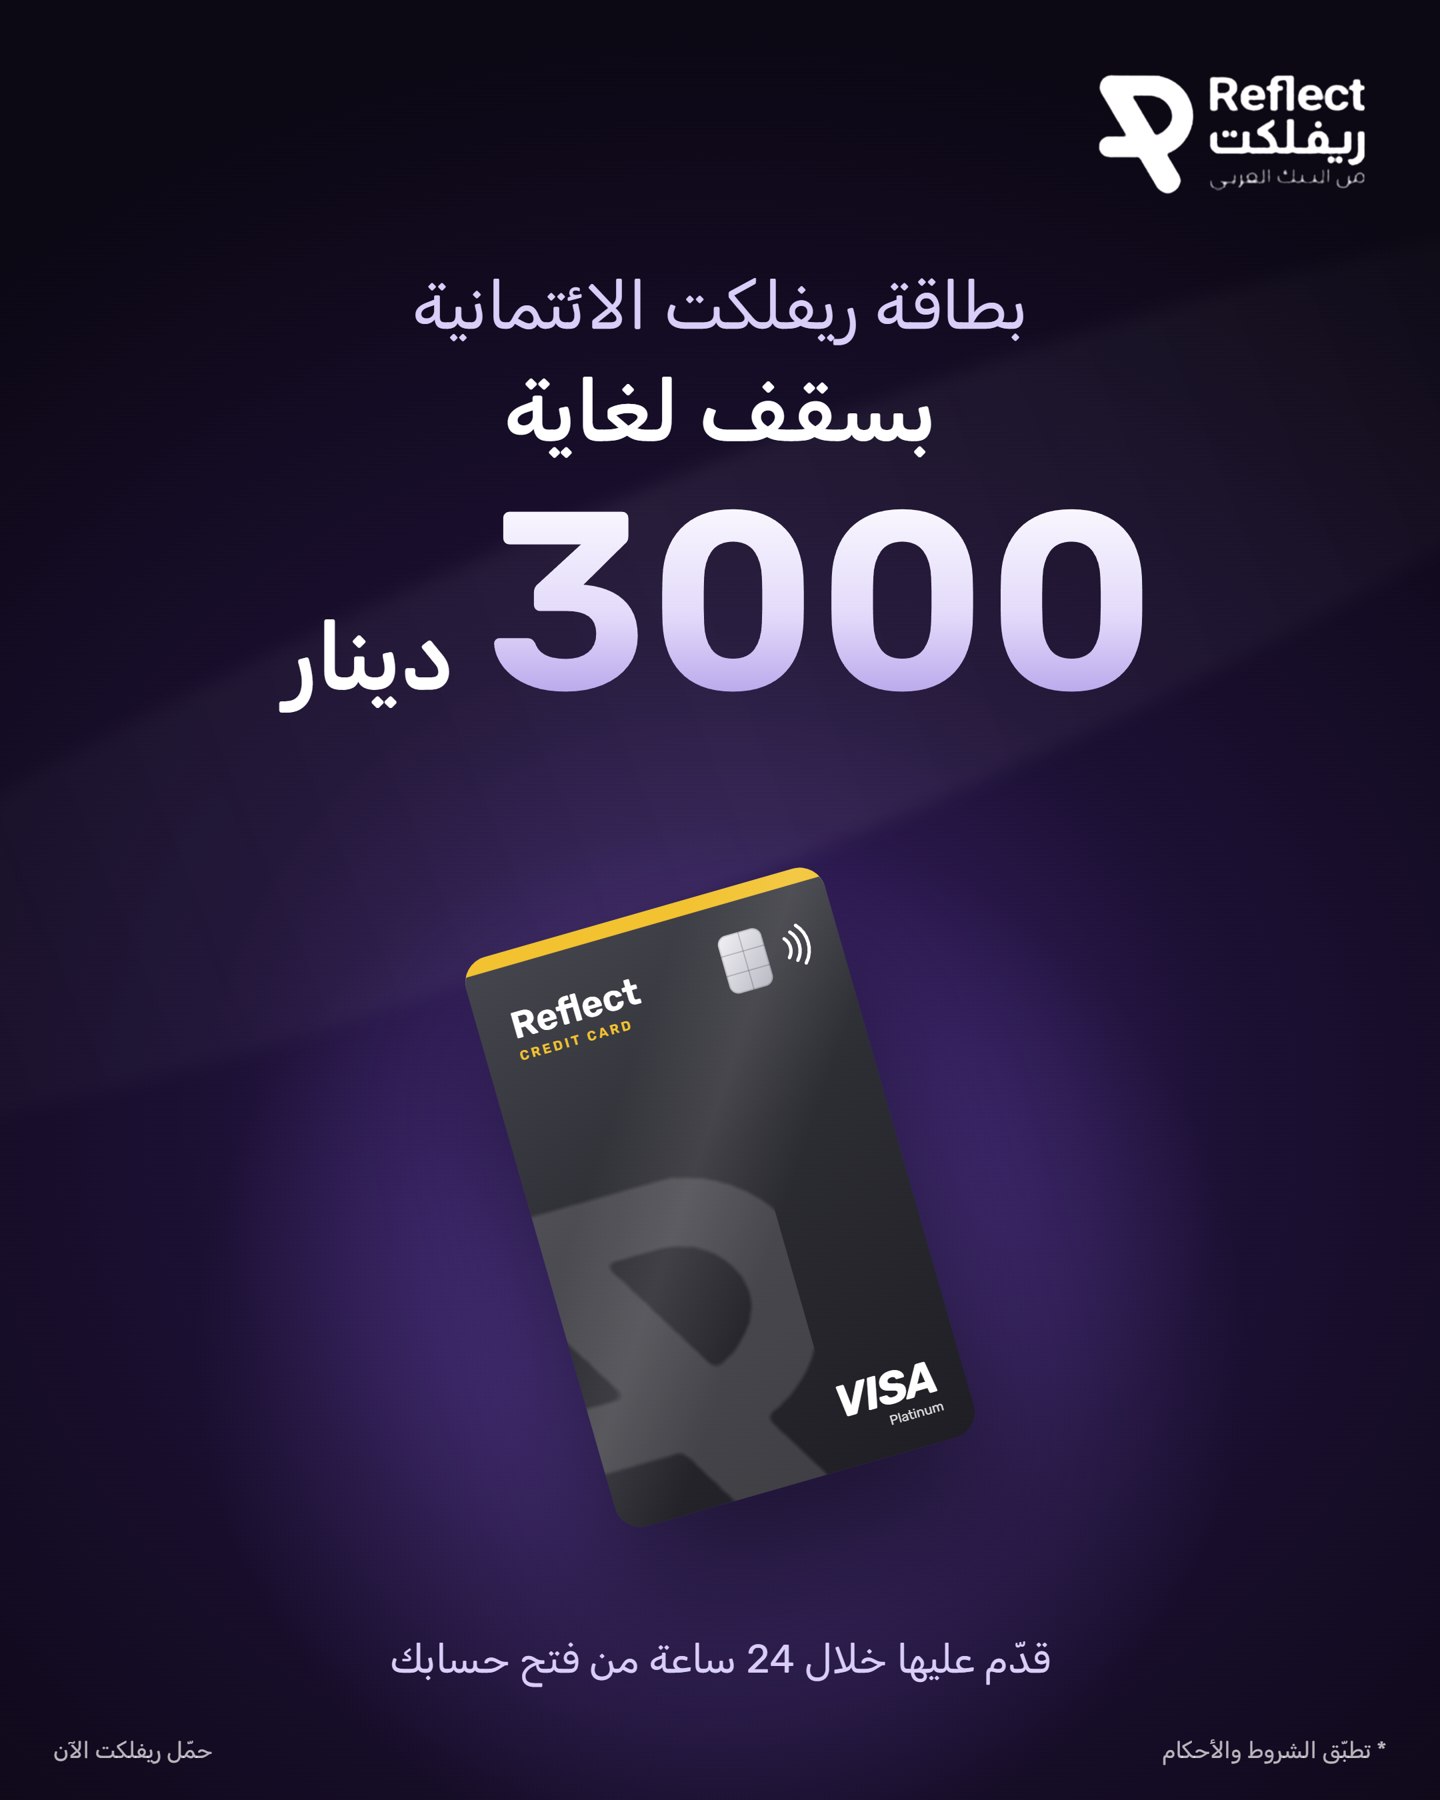 Reflect
ريفلكت
من البنك العربي
بطاقة ريفلكت الائتمانية
بسقف لغاية
3000 دينار
Reflect
CREDIT CARD
VISA
Platinum
قدّم عليها خلال 24 ساعة من فتح حسابك
* تطبّق الشروط والأحكام
حمّل ريفلكت الآن